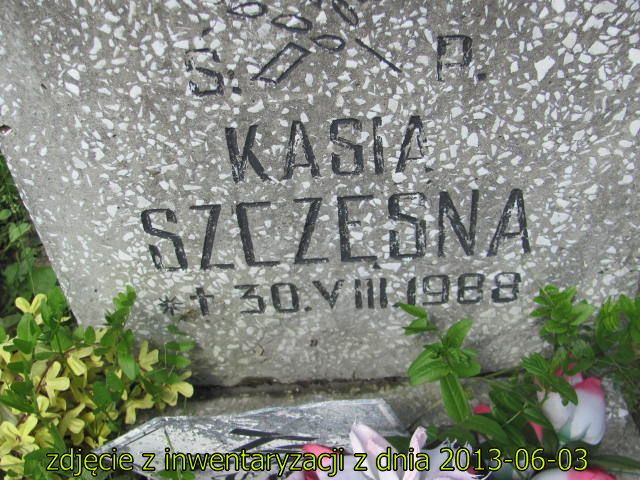 Ś. P.
KASIA
SZCZĘSNA
*✝ 30.VIII.1988
zdjęcie z inwentaryzacji z dnia 2013-06-03